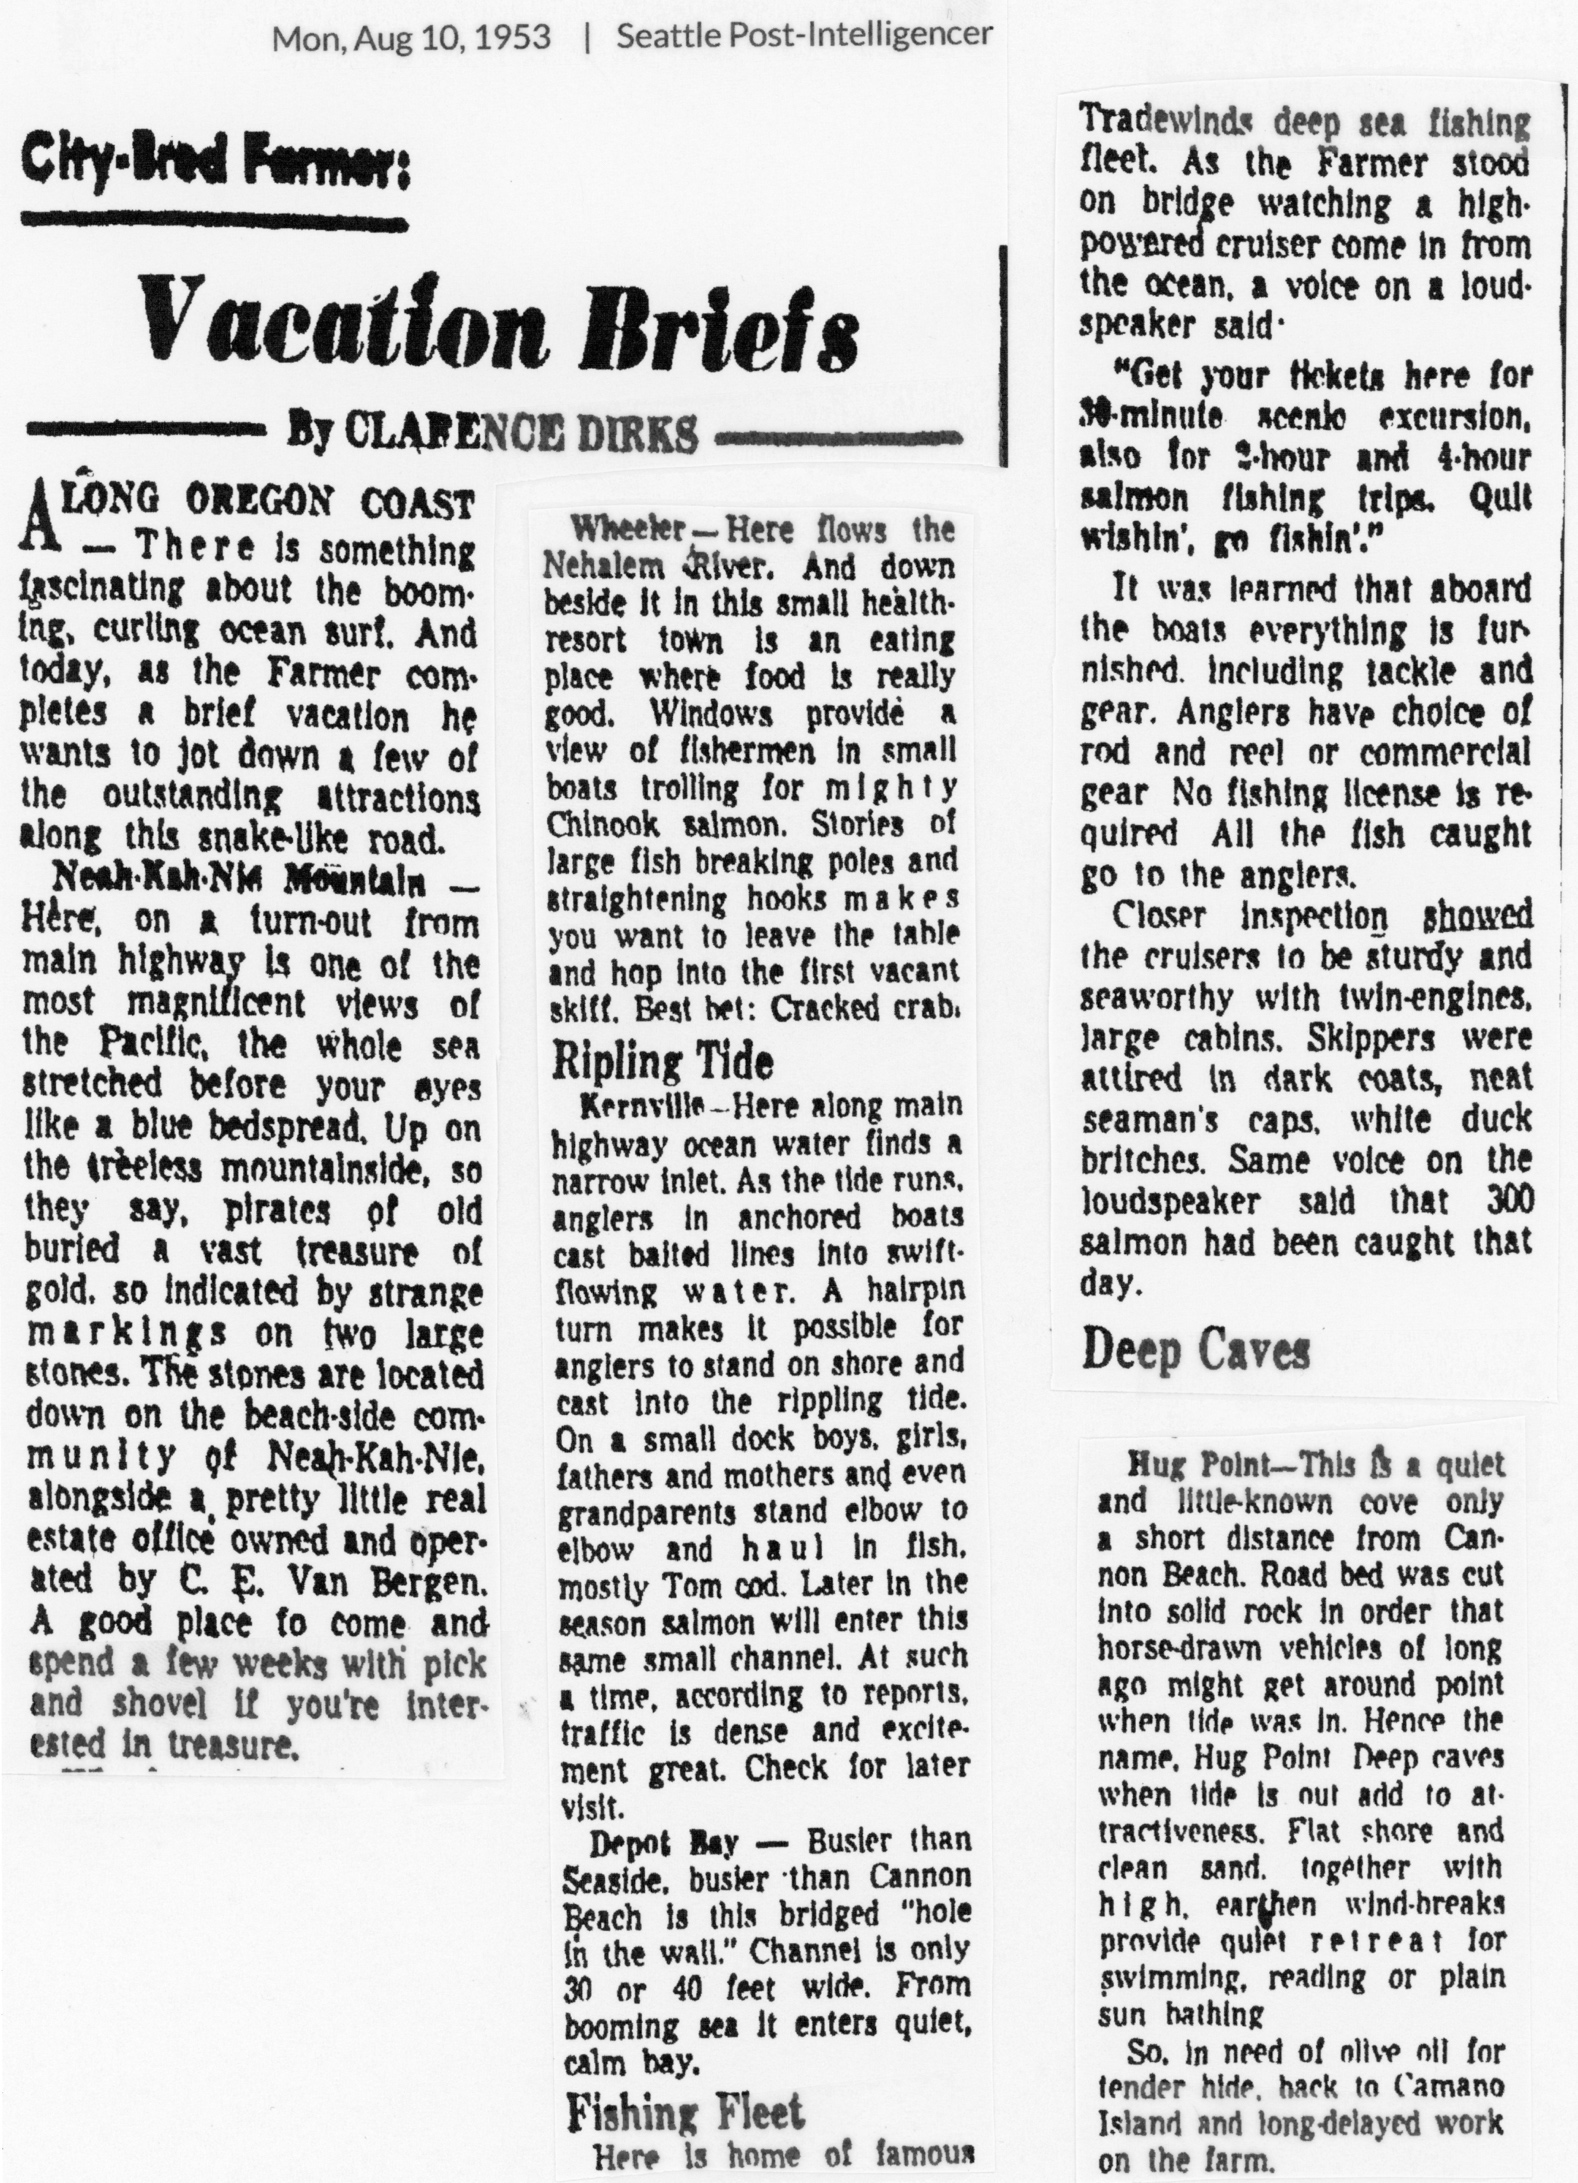 Mon, Aug 10, 1953 | Seattle Post-Intelligencer
City-Bred Farmer:
Vacation Briefs
By CLARENCE DIRKS
ALONG OREGON COAST
— There is something
fascinating about the boom-
ing, curling ocean surf. And
today, as the Farmer com-
pletes a brief vacation he
wants to jot down a few of
the outstanding attractions
along this snake-like road.
Neah-Kah-Nie Mountain —
Here, on a turn-out from
main highway is one of the
most magnificent views of
the Pacific, the whole sea
stretched before your eyes
like a blue bedspread. Up on
the treeless mountainside, so
they say, pirates of old
buried a vast treasure of
gold, so indicated by strange
markings on two large
stones. The stones are located
down on the beach-side com-
munity of Neah-Kah-Nie,
alongside a pretty little real
estate office owned and oper-
ated by C. E. Van Bergen.
A good place to come and
spend a few weeks with pick
and shovel if you're inter-
ested in treasure.
Wheeler—Here flows the
Nehalem River. And down
beside it in this small health-
resort town is an eating
place where food is really
good. Windows provide a
view of fishermen in small
boats trolling for mighty
Chinook salmon. Stories of
large fish breaking poles and
straightening hooks makes
you want to leave the table
and hop into the first vacant
skiff. Best bet: Cracked crab.
Ripling Tide
Kernville—Here along main
highway ocean water finds a
narrow inlet. As the tide runs,
anglers in anchored boats
cast baited lines into swift-
flowing water. A hairpin
turn makes it possible for
anglers to stand on shore and
cast into the rippling tide.
On a small dock boys, girls,
fathers and mothers and even
grandparents stand elbow to
elbow and haul in fish,
mostly Tom cod. Later in the
season salmon will enter this
same small channel. At such
a time, according to reports,
traffic is dense and excite-
ment great. Check for later
visit.
Depot Bay — Busier than
Seaside, busier than Cannon
Beach is this bridged "hole
in the wall." Channel is only
30 or 40 feet wide. From
booming sea it enters quiet,
calm bay.
Fishing Fleet
Here is home of famous
Tradewinds deep sea fishing
fleet. As the Farmer stood
on bridge watching a high-
powered cruiser come in from
the ocean, a voice on a loud-
speaker said:
"Get your tickets here for
30-minute scenic excursion,
also for 2-hour and 4-hour
salmon fishing trips. Quit
wishin', go fishin'."
It was learned that aboard
the boats everything is fur-
nished, including tackle and
gear. Anglers have choice of
rod and reel or commercial
gear No fishing license is re-
quired All the fish caught
go to the anglers.
Closer inspection showed
the cruisers to be sturdy and
seaworthy with twin-engines,
large cabins. Skippers were
attired in dark coats, neat
seaman's caps, white duck
britches. Same voice on the
loudspeaker said that 300
salmon had been caught that
day.
Deep Caves
Hug Point—This is a quiet
and little-known cove only
a short distance from Can-
non Beach. Road bed was cut
into solid rock in order that
horse-drawn vehicles of long
ago might get around point
when tide was in. Hence the
name, Hug Point Deep caves
when tide is out add to at-
tractiveness. Flat shore and
clean sand, together with
high, earthen wind-breaks
provide quiet retreat for
swimming, reading or plain
sun bathing
So, in need of olive oil for
tender hide, back to Camano
Island and long-delayed work
on the farm.